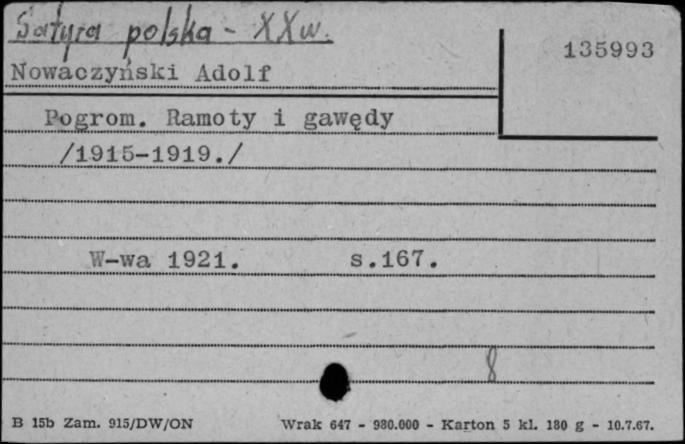 Satyra polska - XXw.
135993
Nowaczyński Adolf
Pogrom. Ramoty i gawędy
/1915-1919./
W-wa 1921. s.167.
8
B 15b Zam. 915/DW/ON Wrak 647 - 980.000 - Karton 5 kl. 180 g - 10.7.67.